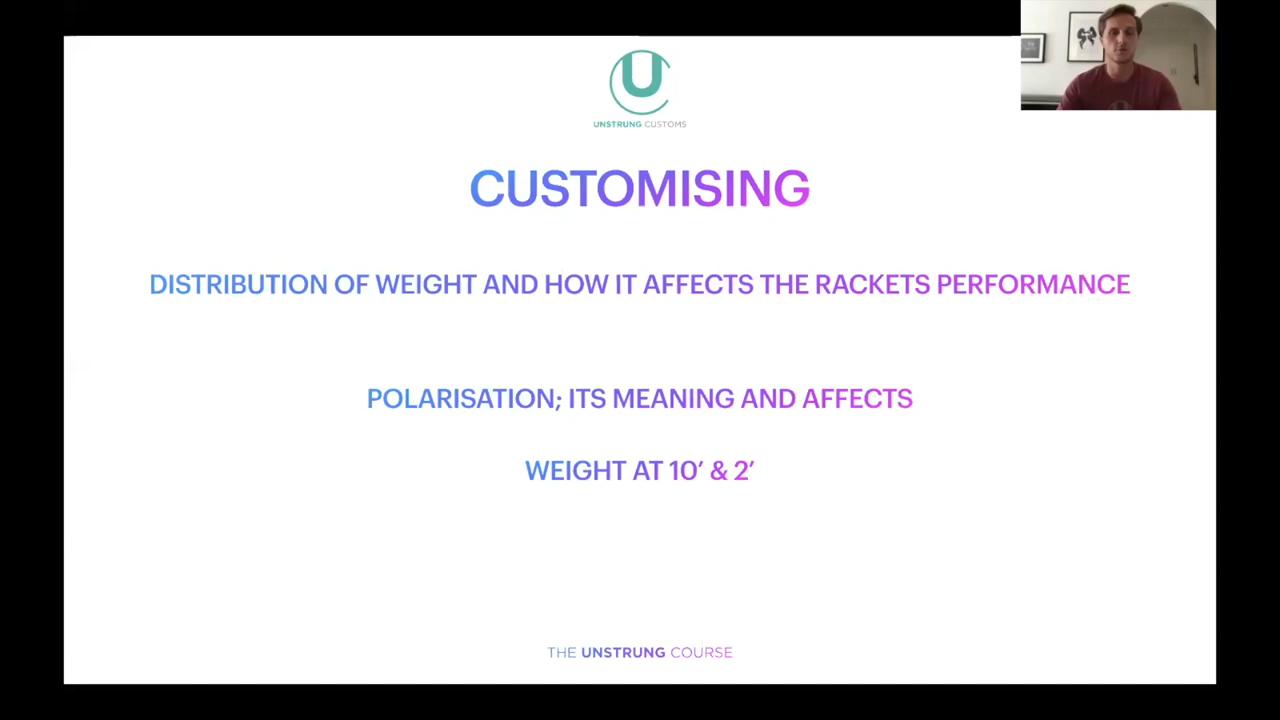 U
UNSTRUNG CUSTOMS
CUSTOMISING
DISTRIBUTION OF WEIGHT AND HOW IT AFFECTS THE RACKETS PERFORMANCE
POLARISATION; ITS MEANING AND AFFECTS
WEIGHT AT 10′ & 2′
THE UNSTRUNG COURSE